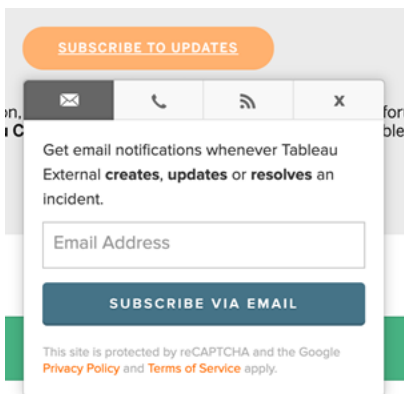 SUBSCRIBE TO UPDATES
X
Get email notifications whenever Tableau
External creates, updates or resolves an
incident.
Email Address
SUBSCRIBE VIA EMAIL
This site is protected by reCAPTCHA and the Google
Privacy Policy and Terms of Service apply.